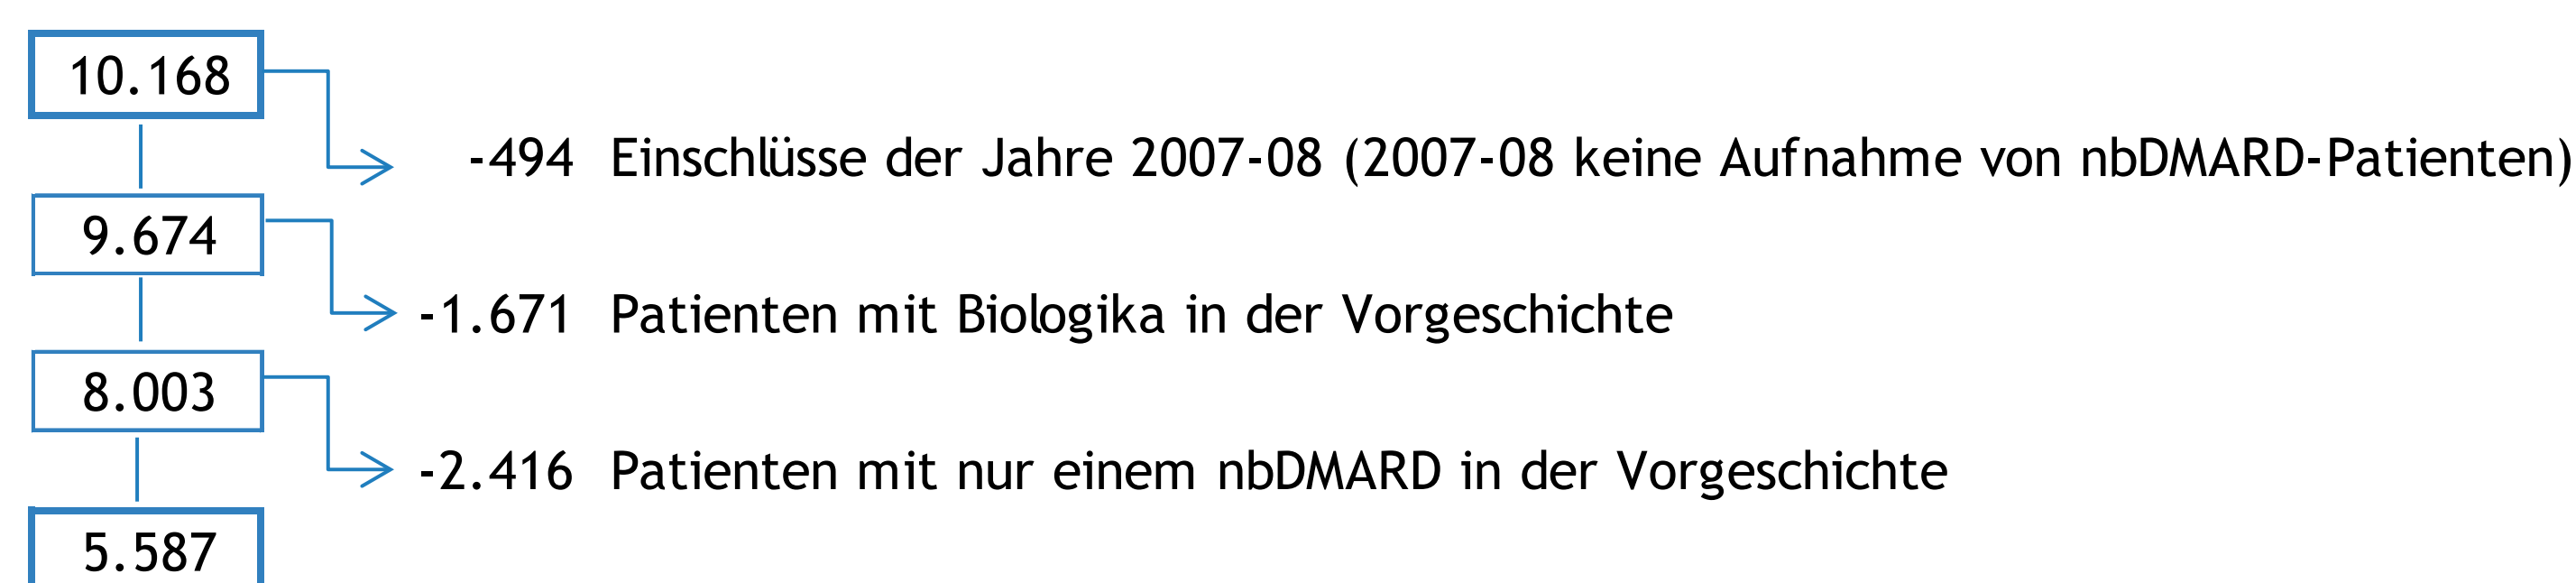 10.168
-494 Einschlüsse der Jahre 2007-08 (2007-08 keine Aufnahme von nbDMARD-Patienten)
9.674
-1.671 Patienten mit Biologika in der Vorgeschichte
8.003
-2.416 Patienten mit nur einem nbDMARD in der Vorgeschichte
5.587